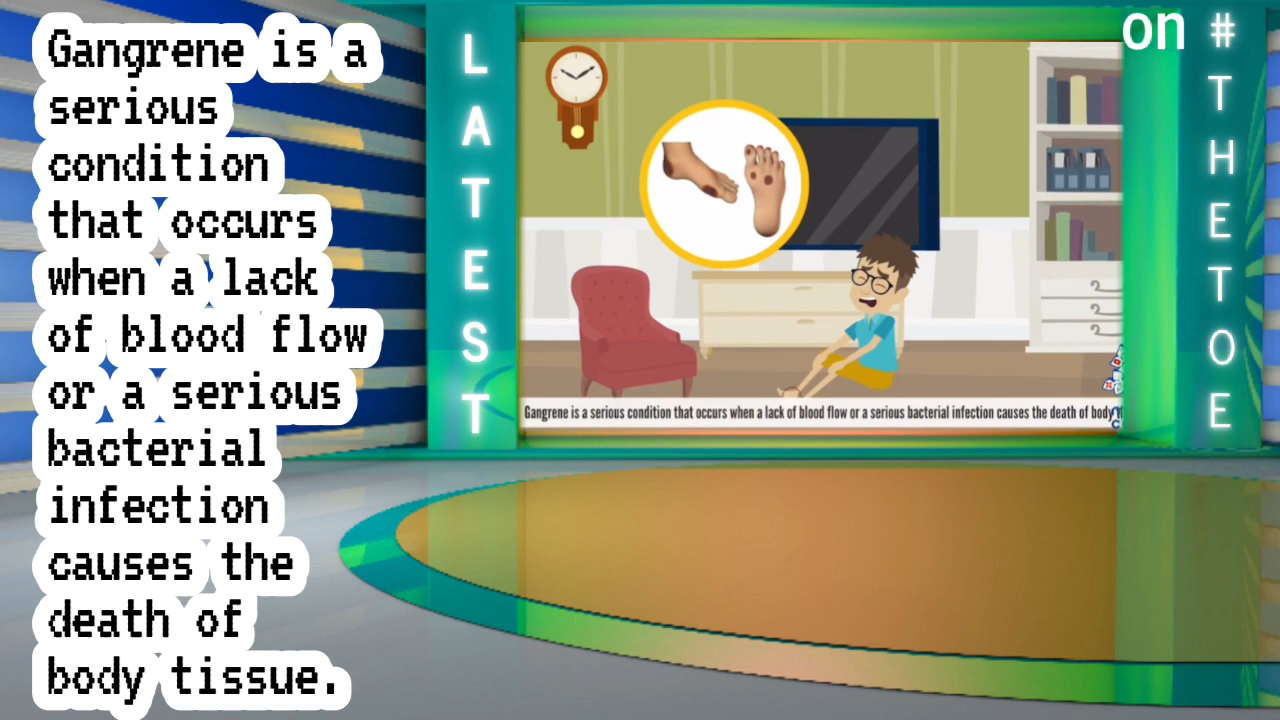 Gangrene is a
serious
condition
that occurs
when a lack
of blood flow
or a serious
bacterial
infection
causes the
death of
body tissue.
LATEST
on
#THETOE
Gangrene is a serious condition that occurs when a lack of blood flow or a serious bacterial infection causes the death of body